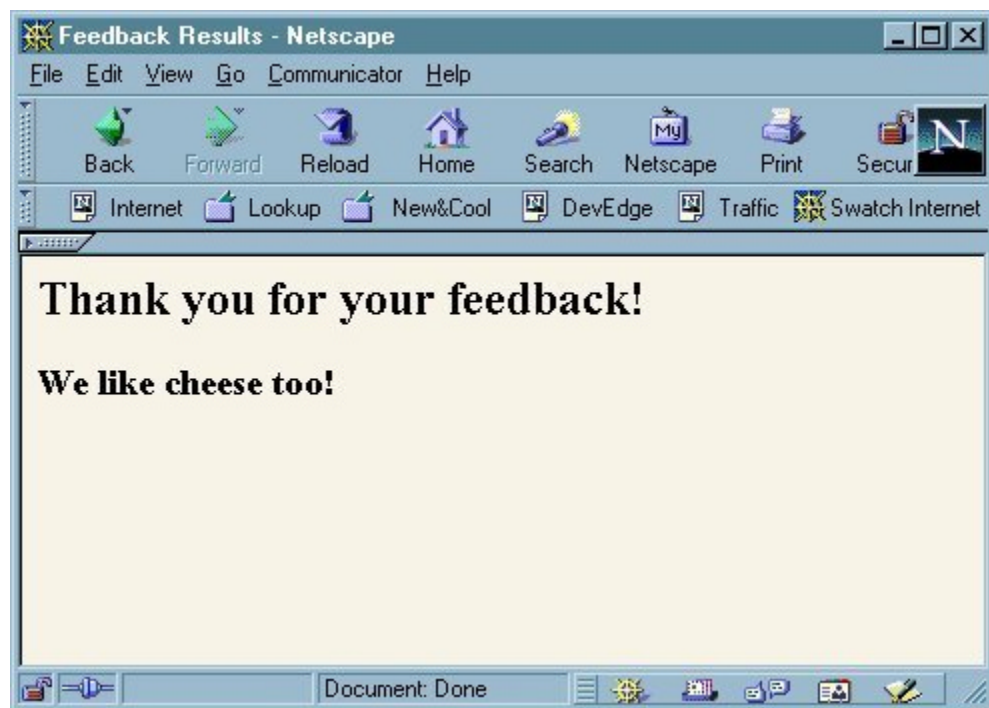 Feedback Results - Netscape
File Edit View Go Communicator Help
My N
Back Forward Reload Home Search Netscape Print Secur
Internet Lookup New&Cool DevEdge Traffic Swatch Internet
Thank you for your feedback!
We like cheese too!
Document: Done